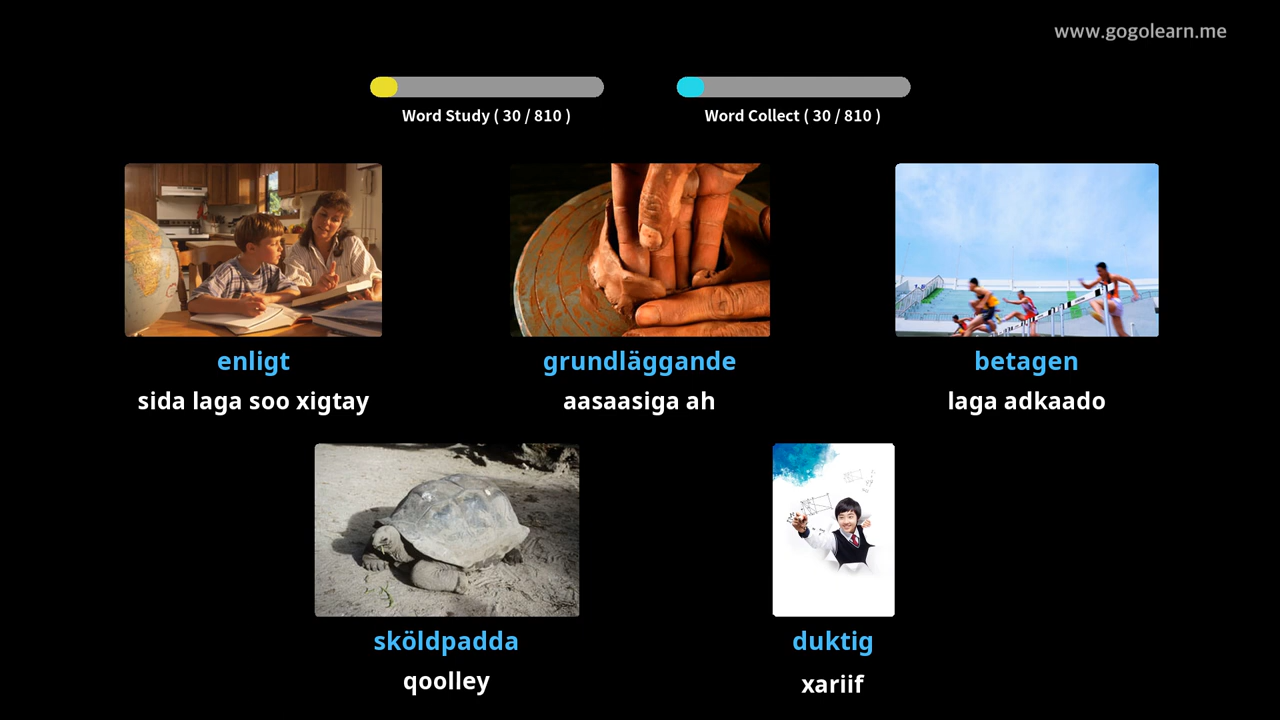 www.gogolearn.me
Word Study ( 30 / 810 )
Word Collect ( 30 / 810 )
enligt
sida laga soo xigtay
grundläggande
aasaasiga ah
betagen
laga adkaado
sköldpadda
qoolley
duktig
xariif